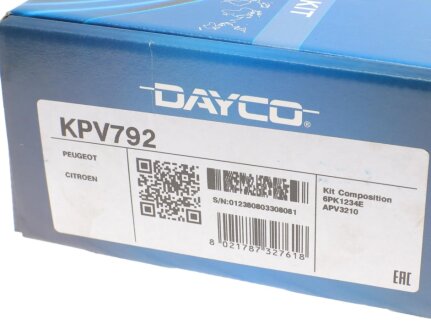 KIT
DAYCO®
KPV792
PEUGEOT
CITROEN
S/N:012380803308081
Kit Composition
6PK1234E
APV3210
8 021787 327618
EAC